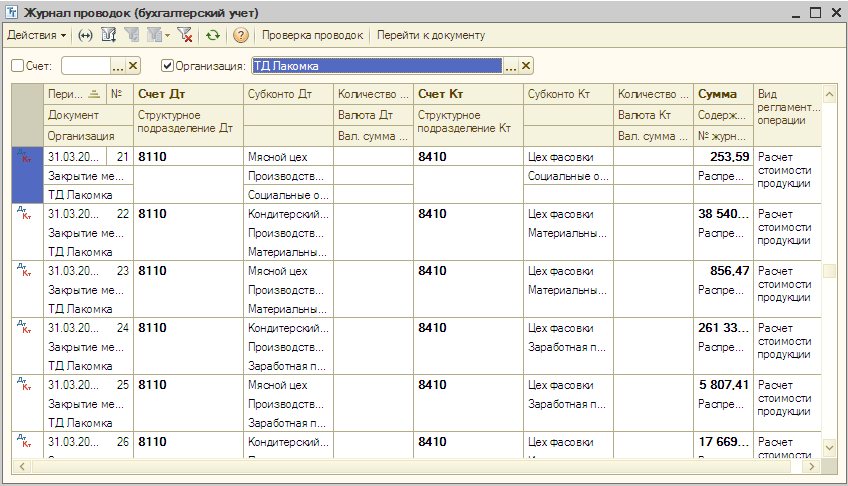 Журнал проводок (бухгалтерский учет)
Действия Проверка проводок Перейти к документу
Счет: ... Организация: ТД Лакомка ...
Пери... № Счет Дт Субконто Дт Количество ... Счет Кт Субконто Кт Количество ... Сумма Вид регламент... операции
Документ Структурное подразделение Дт Валюта Дт Структурное подразделение Кт Валюта Кт Содерж...
Организация Вал. сумма ... Вал. сумма ... № журн...
31.03.20... 21 8110 Мясной цех 8410 Цех фасовки 253,59 Расчет
Закрытие ме... Производств... Социальные о... Распре... стоимости
ТД Лакомка Социальные о... продукции
31.03.20... 22 8110 Кондитерский... 8410 Цех фасовки 38 540... Расчет
Закрытие ме... Производств... Материальны... Распре... стоимости
ТД Лакомка Материальны... продукции
31.03.20... 23 8110 Мясной цех 8410 Цех фасовки 856,47 Расчет
Закрытие ме... Производств... Материальны... Распре... стоимости
ТД Лакомка Материальны... продукции
31.03.20... 24 8110 Кондитерский... 8410 Цех фасовки 261 33... Расчет
Закрытие ме... Производств... Заработная п... Распре... стоимости
ТД Лакомка Заработная п... продукции
31.03.20... 25 8110 Мясной цех 8410 Цех фасовки 5 807,41 Расчет
Закрытие ме... Производств... Заработная п... Распре... стоимости
ТД Лакомка Заработная п... продукции
31.03.20... 26 8110 Кондитерский... 8410 Цех фасовки 17 669... Расчет
стоимости